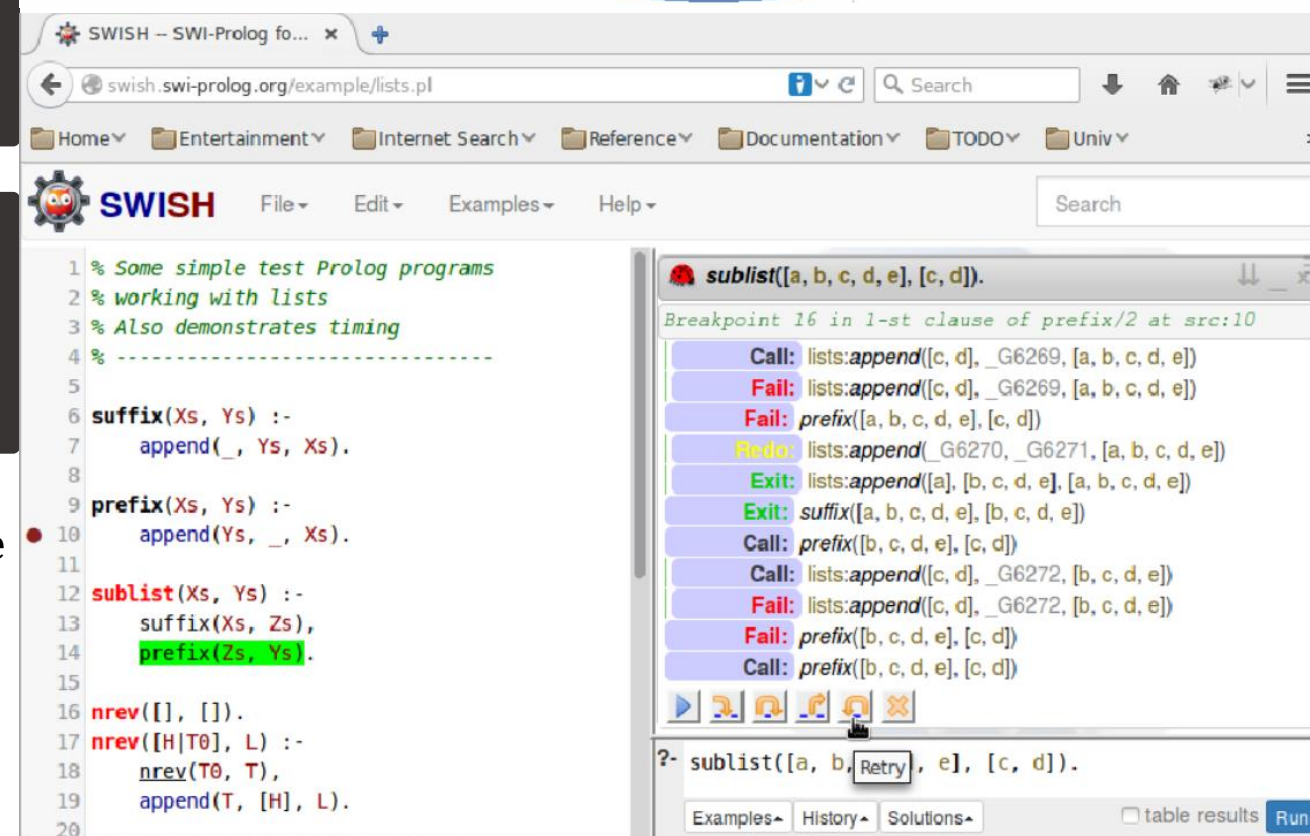 SWISH -- SWI-Prolog fo...
swish.swi-prolog.org/example/lists.pl
Search
Home Entertainment Internet Search Reference Documentation TODO Univ
SWISH File Edit Examples Help
Search
1 % Some simple test Prolog programs
2 % working with lists
3 % Also demonstrates timing
4 % --------------------------------
5
6 suffix(Xs, Ys) :-
7 append(_, Ys, Xs).
8
9 prefix(Xs, Ys) :-
10 append(Ys, _, Xs).
11
12 sublist(Xs, Ys) :-
13 suffix(Xs, Zs),
14 prefix(Zs, Ys).
15
16 nrev([], []).
17 nrev([H|T0], L) :-
18 nrev(T0, T),
19 append(T, [H], L).
20
sublist([a, b, c, d, e], [c, d]).
Breakpoint 16 in 1-st clause of prefix/2 at src:10
Call: lists:append([c, d], _G6269, [a, b, c, d, e])
Fail: lists:append([c, d], _G6269, [a, b, c, d, e])
Fail: prefix([a, b, c, d, e], [c, d])
Redo: lists:append(_G6270, _G6271, [a, b, c, d, e])
Exit: lists:append([a], [b, c, d, e], [a, b, c, d, e])
Exit: suffix([a, b, c, d, e], [b, c, d, e])
Call: prefix([b, c, d, e], [c, d])
Call: lists:append([c, d], _G6272, [b, c, d, e])
Fail: lists:append([c, d], _G6272, [b, c, d, e])
Fail: prefix([b, c, d, e], [c, d])
Call: prefix([b, c, d, e], [c, d])
?- sublist([a, b, , e], [c, d]).
Retry
Examples History Solutions table results Run